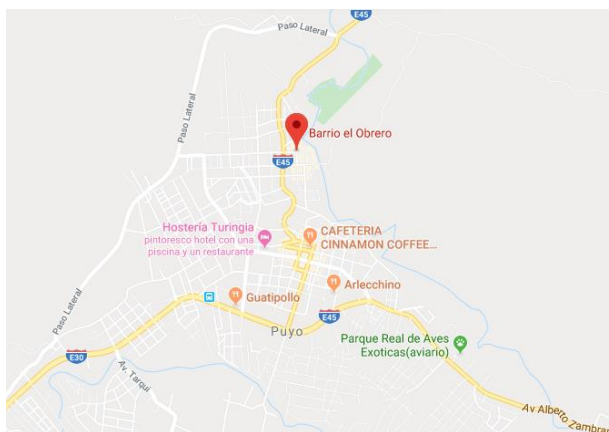 E45
Paso Lateral
Paso Lateral
Barrio el Obrero
E45
Hostería Turingia
pintoresco hotel con una
piscina y un restaurante
CAFETERIA
CINNAMON COFFEE...
Arlecchino
Guatipollo
Paso Lateral
E45
Puyo
Parque Real de Aves
Exoticas(aviario)
E30
Av. Tarqui
Av Alberto Zambra